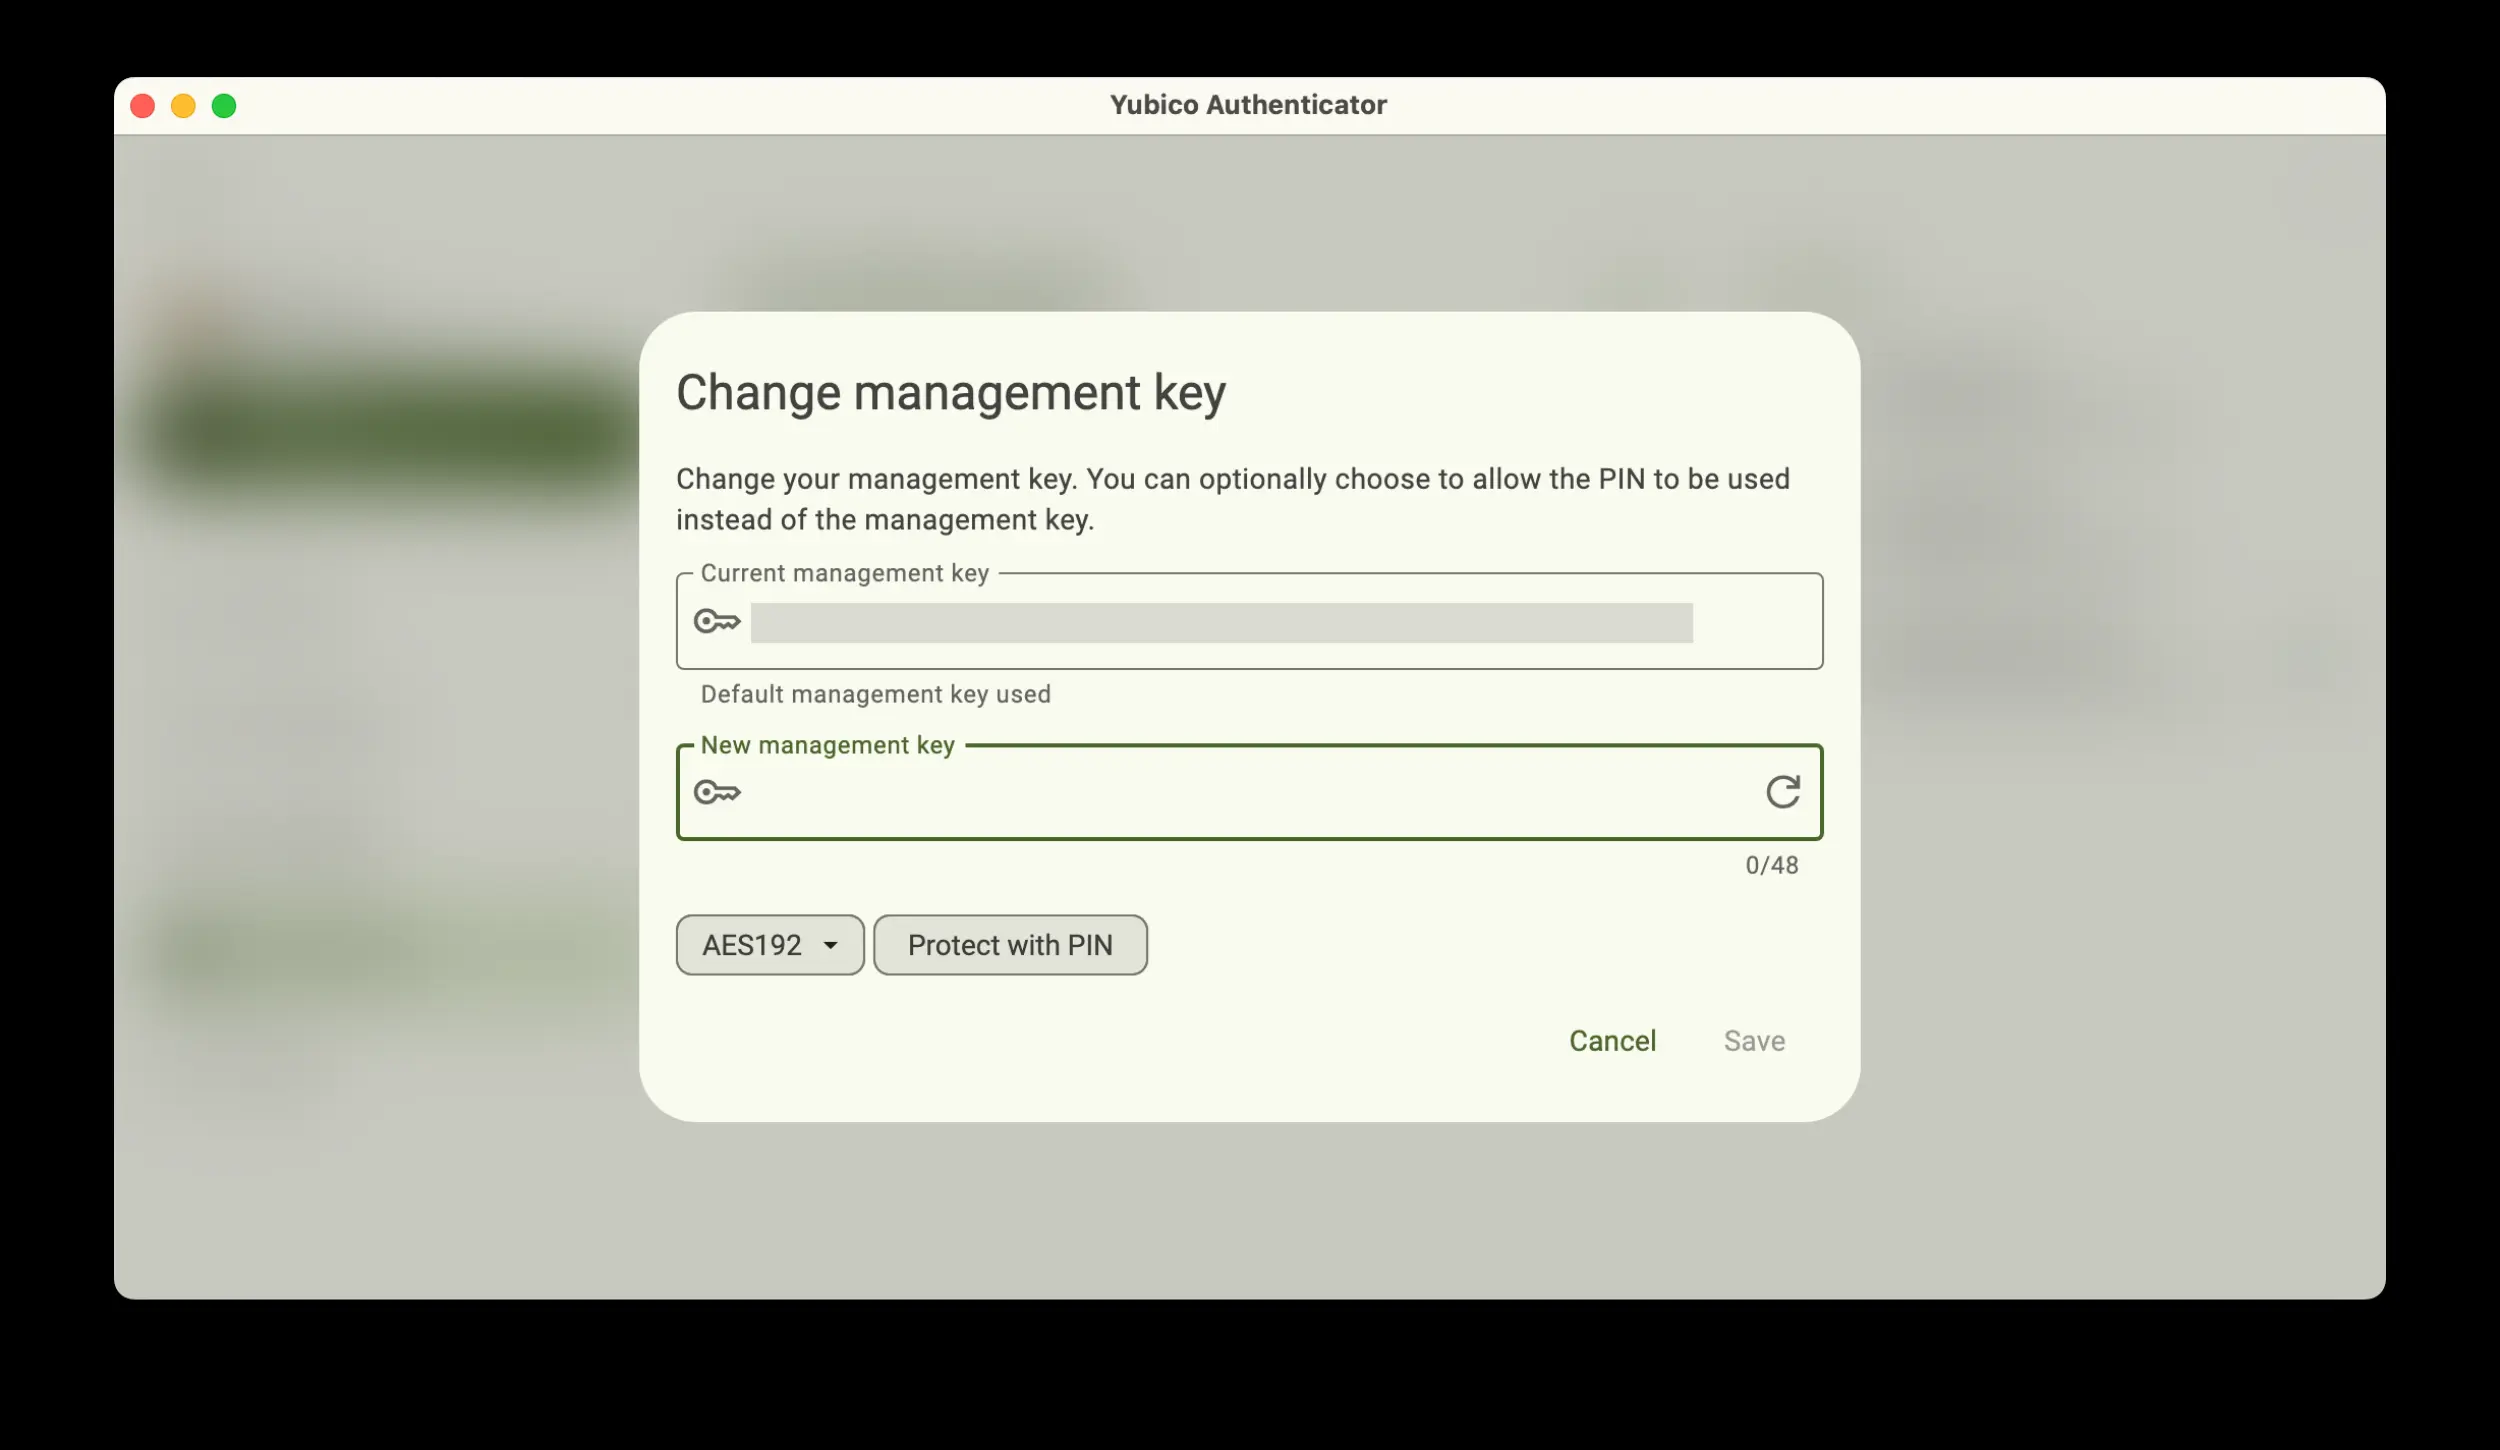 Yubico Authenticator
Change management key
Change your management key. You can optionally choose to allow the PIN to be used
instead of the management key.
Current management key
Default management key used
New management key
0/48
AES192
Protect with PIN
Cancel
Save